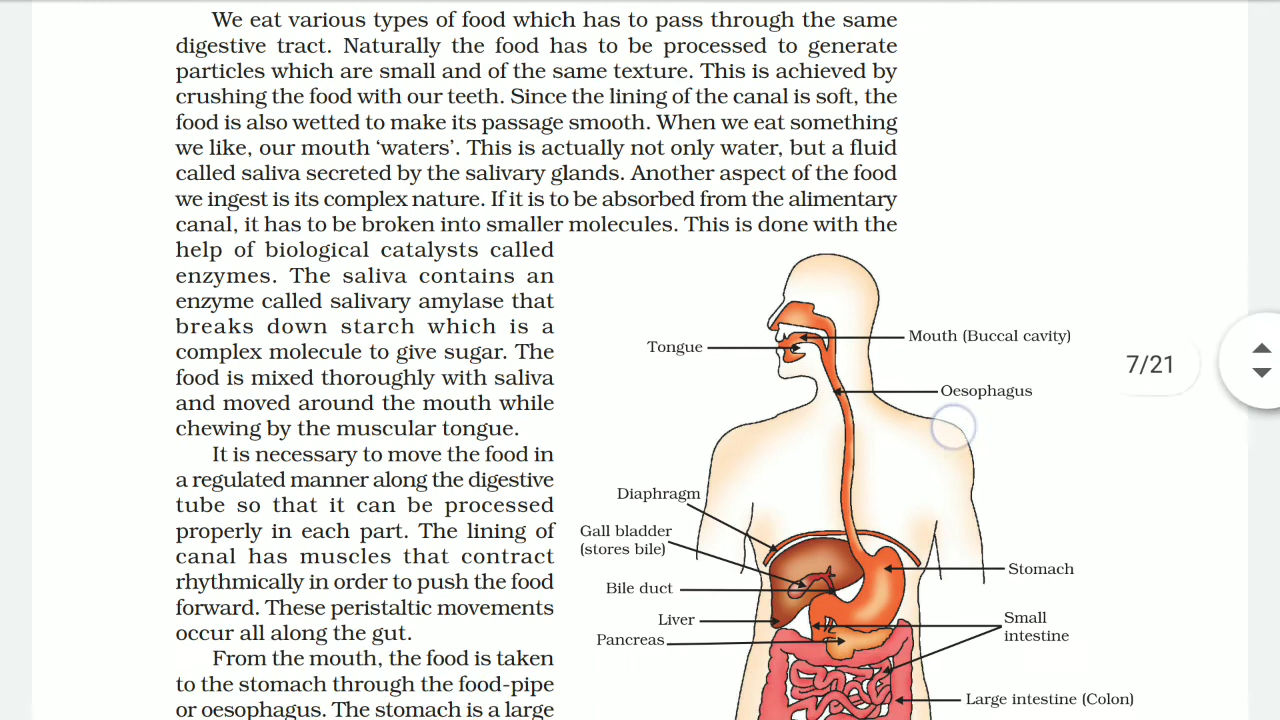 We eat various types of food which has to pass through the same
digestive tract. Naturally the food has to be processed to generate
particles which are small and of the same texture. This is achieved by
crushing the food with our teeth. Since the lining of the canal is soft, the
food is also wetted to make its passage smooth. When we eat something
we like, our mouth ‘waters’. This is actually not only water, but a fluid
called saliva secreted by the salivary glands. Another aspect of the food
we ingest is its complex nature. If it is to be absorbed from the alimentary
canal, it has to be broken into smaller molecules. This is done with the
help of biological catalysts called
enzymes. The saliva contains an
enzyme called salivary amylase that
breaks down starch which is a
complex molecule to give sugar. The
food is mixed thoroughly with saliva
and moved around the mouth while
chewing by the muscular tongue.
It is necessary to move the food in
a regulated manner along the digestive
tube so that it can be processed
properly in each part. The lining of
canal has muscles that contract
rhythmically in order to push the food
forward. These peristaltic movements
occur all along the gut.
From the mouth, the food is taken
to the stomach through the food-pipe
or oesophagus. The stomach is a large
Mouth (Buccal cavity)
Tongue
Oesophagus
Diaphragm
Gall bladder
(stores bile)
Stomach
Bile duct
Liver
Small
intestine
Pancreas
Large intestine (Colon)
7/21